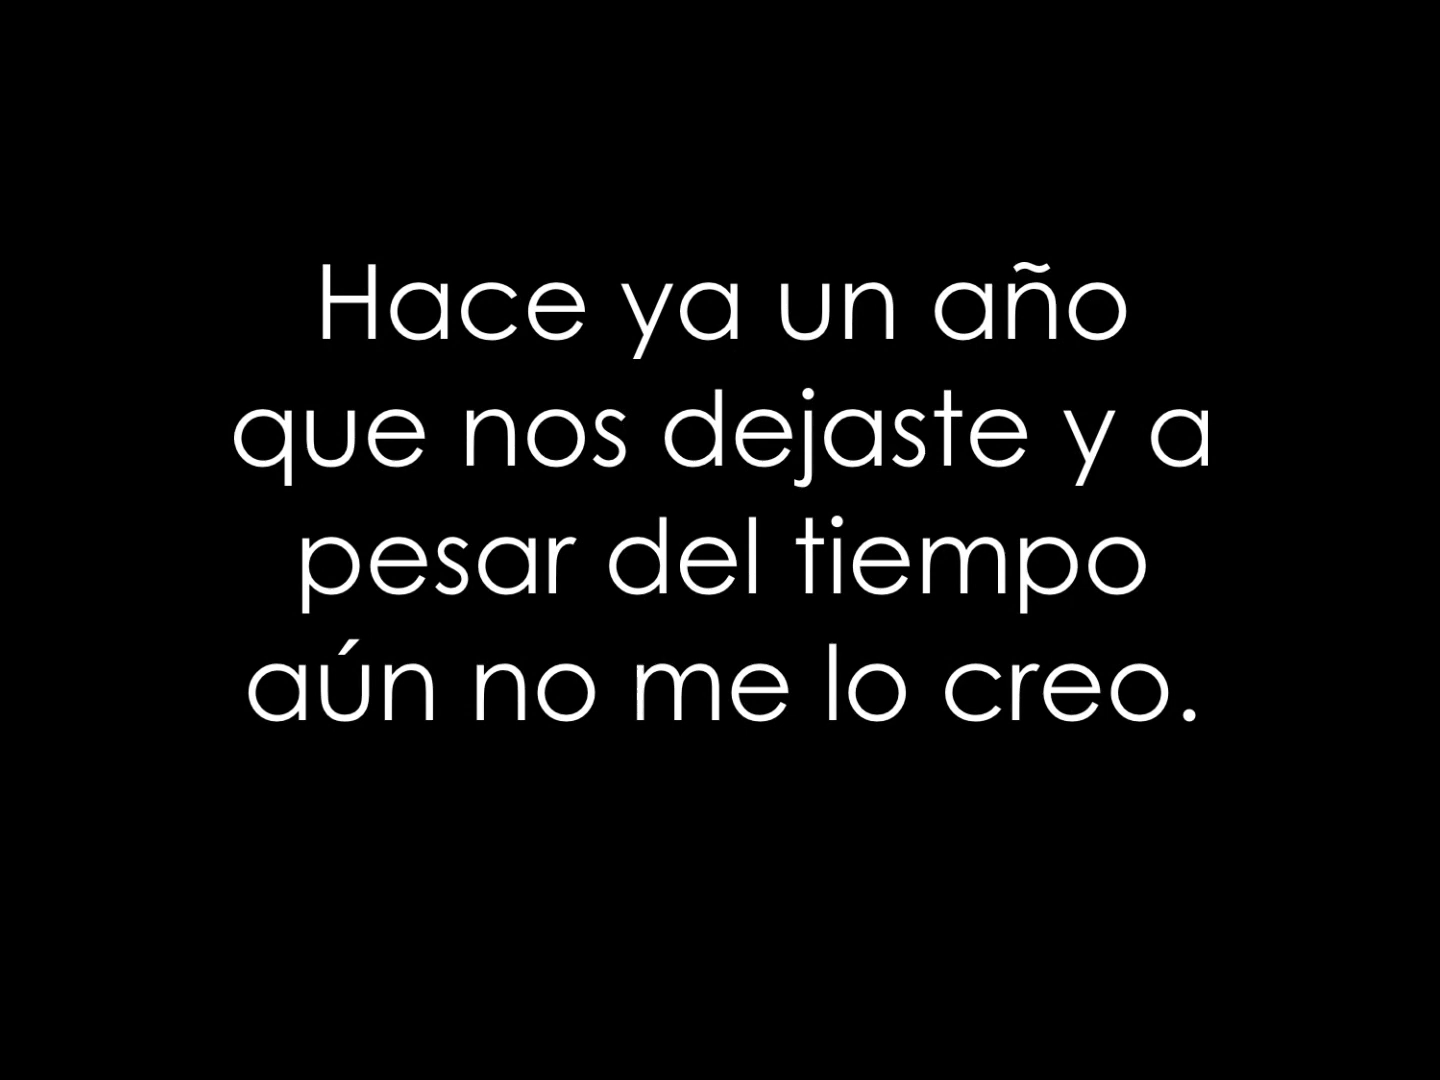 Hace ya un año
que nos dejaste y a
pesar del tiempo
aún no me lo creo.